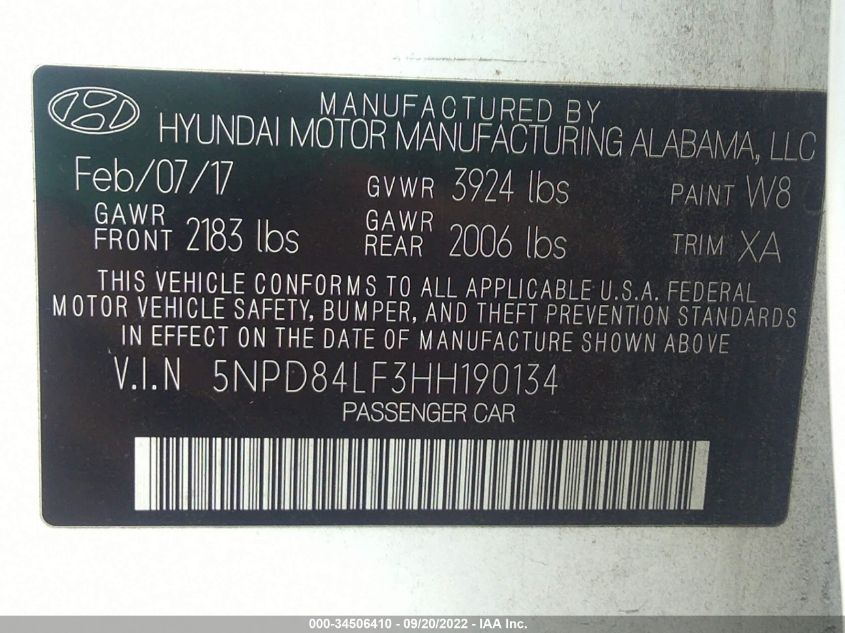 MANUFACTURED BY
HYUNDAI MOTOR MANUFACTURING ALABAMA, LLC
Feb/07/17 GVWR 3924 lbs PAINT W8
GAWR FRONT 2183 lbs GAWR REAR 2006 lbs TRIM XA
THIS VEHICLE CONFORMS TO ALL APPLICABLE U.S.A. FEDERAL
MOTOR VEHICLE SAFETY, BUMPER, AND THEFT PREVENTION STANDARDS
IN EFFECT ON THE DATE OF MANUFACTURE SHOWN ABOVE
V.I.N 5NPD84LF3HH190134
PASSENGER CAR
000-34506410 - 09/20/2022 - IAA Inc.